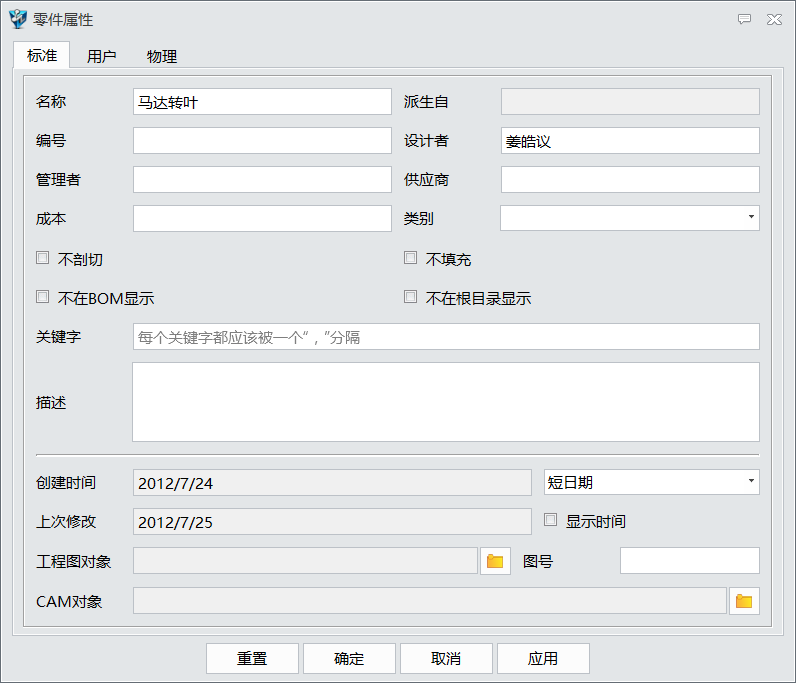 零件属性
标准 用户 物理
名称 马达转叶 派生自
编号 设计者 姜皓议
管理者 供应商
成本 类别
不剖切 不填充
不在BOM显示 不在根目录显示
关键字 每个关键字都应该被一个“，”分隔
描述
创建时间 2012/7/24 短日期
上次修改 2012/7/25 显示时间
工程图对象 图号
CAM对象
重置 确定 取消 应用